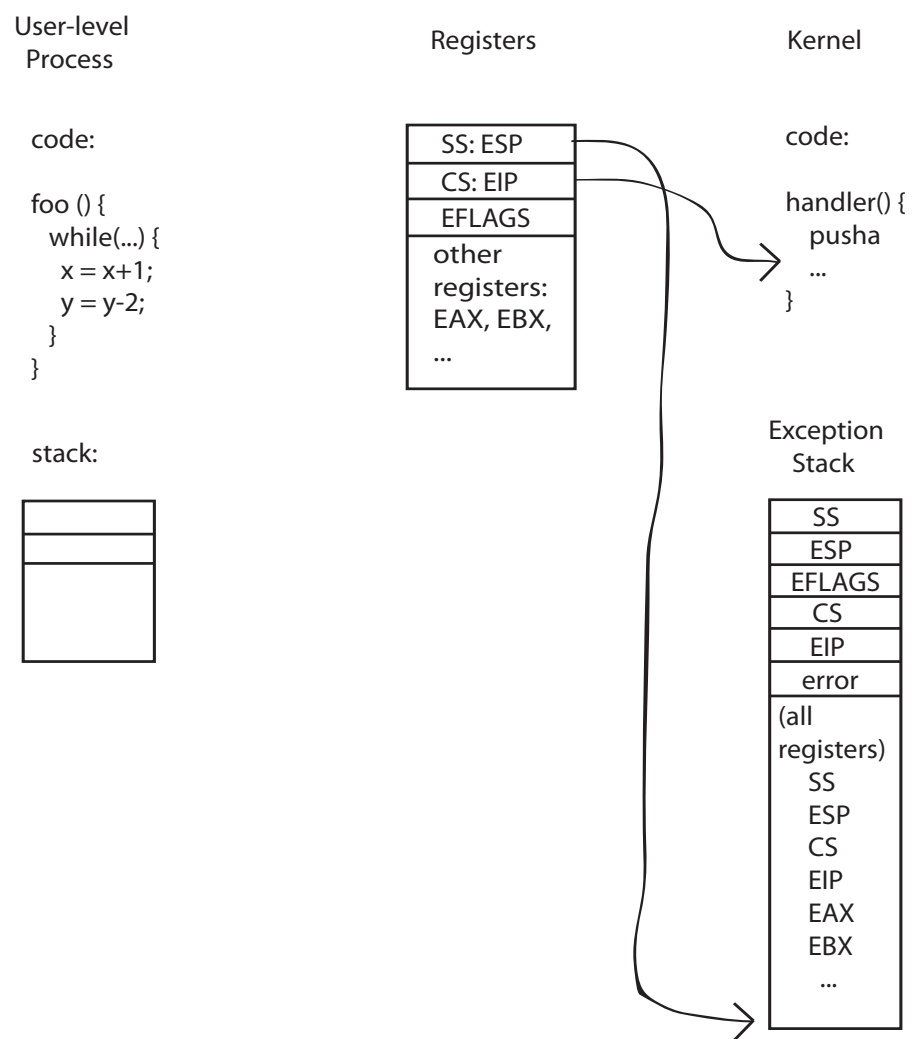 User-level
Process
code:
foo () {
while(...) {
x = x+1;
y = y-2;
}
}
stack:
Registers
SS: ESP
CS: EIP
EFLAGS
other
registers:
EAX, EBX,
...
Kernel
code:
handler() {
pusha
...
}
Exception
Stack
SS
ESP
EFLAGS
CS
EIP
error
(all
registers)
SS
ESP
CS
EIP
EAX
EBX
...